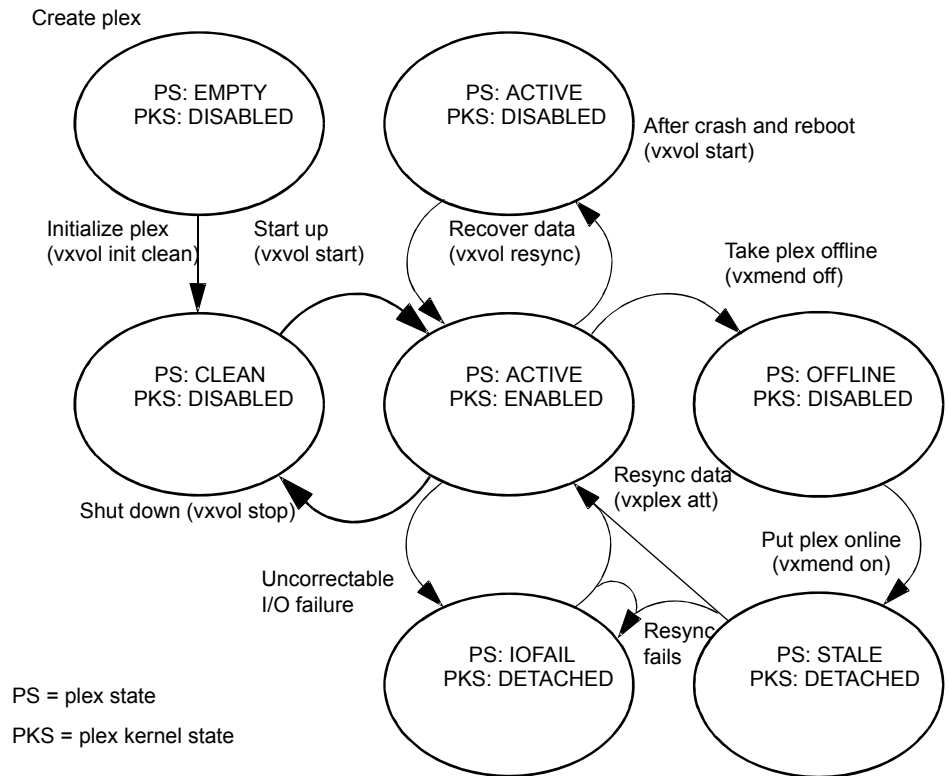 Create plex
PS: EMPTY
PKS: DISABLED
PS: ACTIVE
PKS: DISABLED
After crash and reboot
(vxvol start)
Initialize plex
(vxvol init clean)
Start up
(vxvol start)
Recover data
(vxvol resync)
Take plex offline
(vxmend off)
PS: CLEAN
PKS: DISABLED
PS: ACTIVE
PKS: ENABLED
PS: OFFLINE
PKS: DISABLED
Shut down (vxvol stop)
Resync data
(vxplex att)
Put plex online
(vxmend on)
Uncorrectable
I/O failure
PS: IOFAIL
PKS: DETACHED
Resync
fails
PS: STALE
PKS: DETACHED
PS = plex state
PKS = plex kernel state